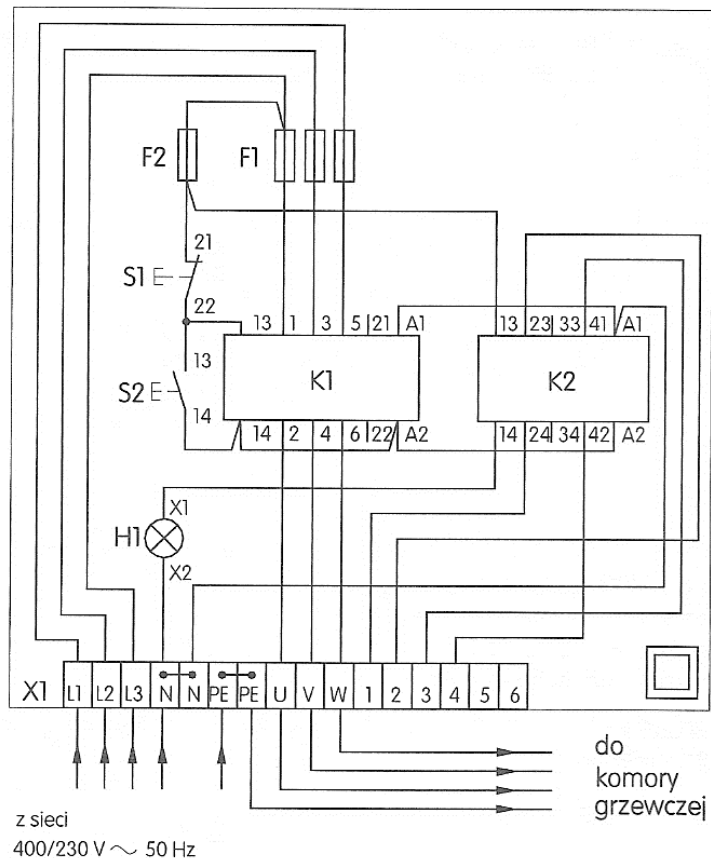 F2 F1
21
S1 E
22
13 1 3 5 21 A1 13 23 33 41 A1
13
S2 E K1 K2
14
14 2 4 6 22 A2 14 24 34 42 A2
X1
H1
X2
X1 L1 L2 L3 N N PE PE U V W 1 2 3 4 5 6
do
komory
grzewczej
z sieci
400/230 V ~ 50 Hz